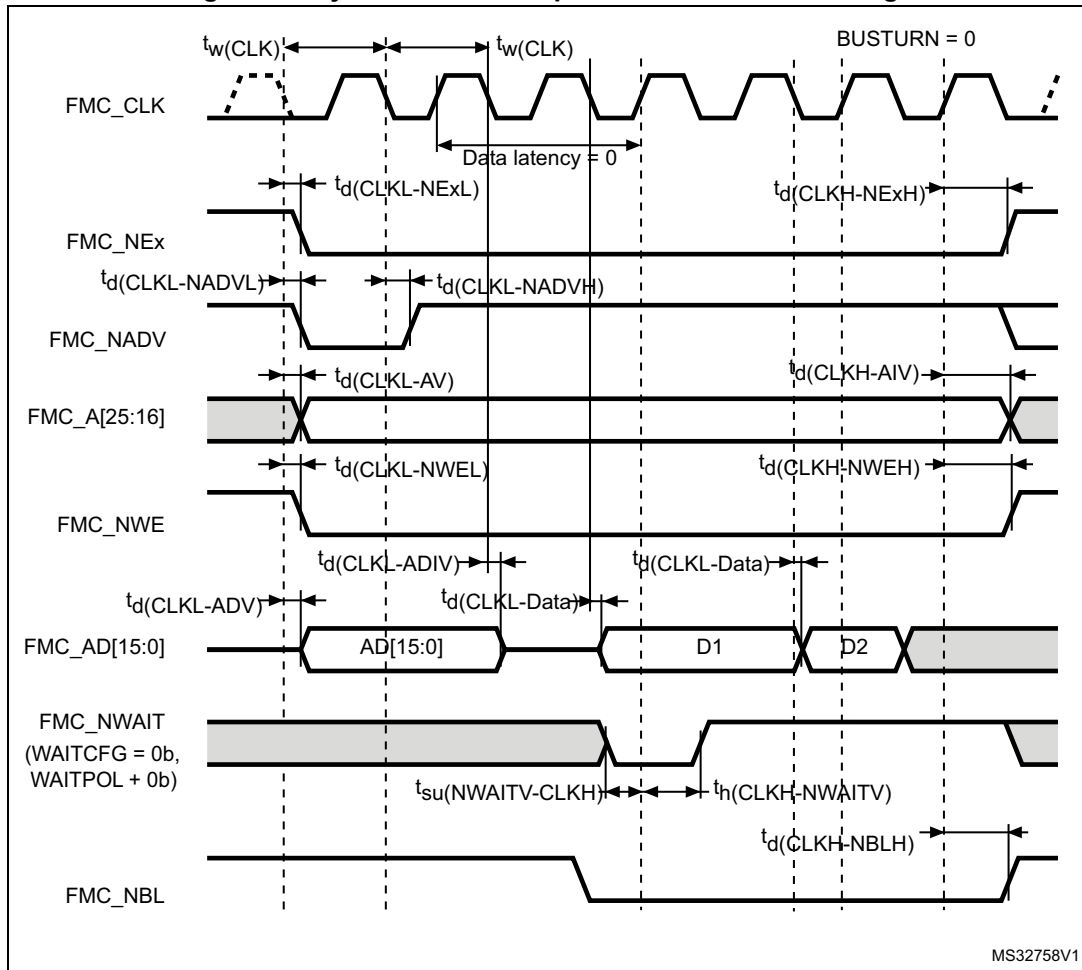 tw(CLK) tw(CLK) BUSTURN = 0
FMC_CLK
Data latency = 0
td(CLKL-NExL) td(CLKH-NExH)
FMC_NEx
td(CLKL-NADVL) td(CLKL-NADVH)
FMC_NADV
td(CLKL-AV) td(CLKH-AIV)
FMC_A[25:16]
td(CLKL-NWEL) td(CLKH-NWEH)
FMC_NWE
td(CLKL-ADIV) td(CLKL-Data)
td(CLKL-ADV) td(CLKL-Data)
FMC_AD[15:0] AD[15:0] D1 D2
FMC_NWAIT
(WAITCFG = 0b,
WAITPOL + 0b)
tsu(NWAITV-CLKH) th(CLKH-NWAITV)
td(CLKH-NBLH)
FMC_NBL
MS32758V1